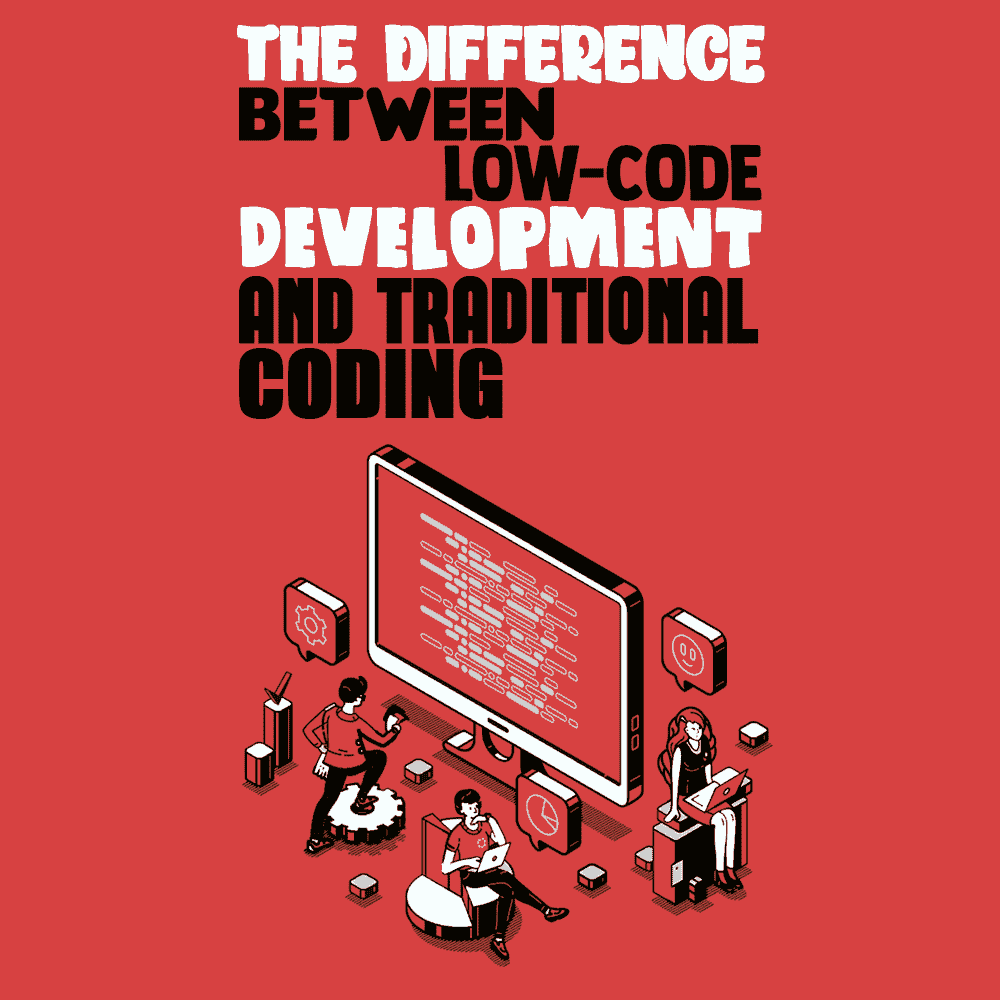 THE DIFFERENCE
BETWEEN
LOW-CODE
DEVELOPMENT
AND TRADITIONAL
CODING